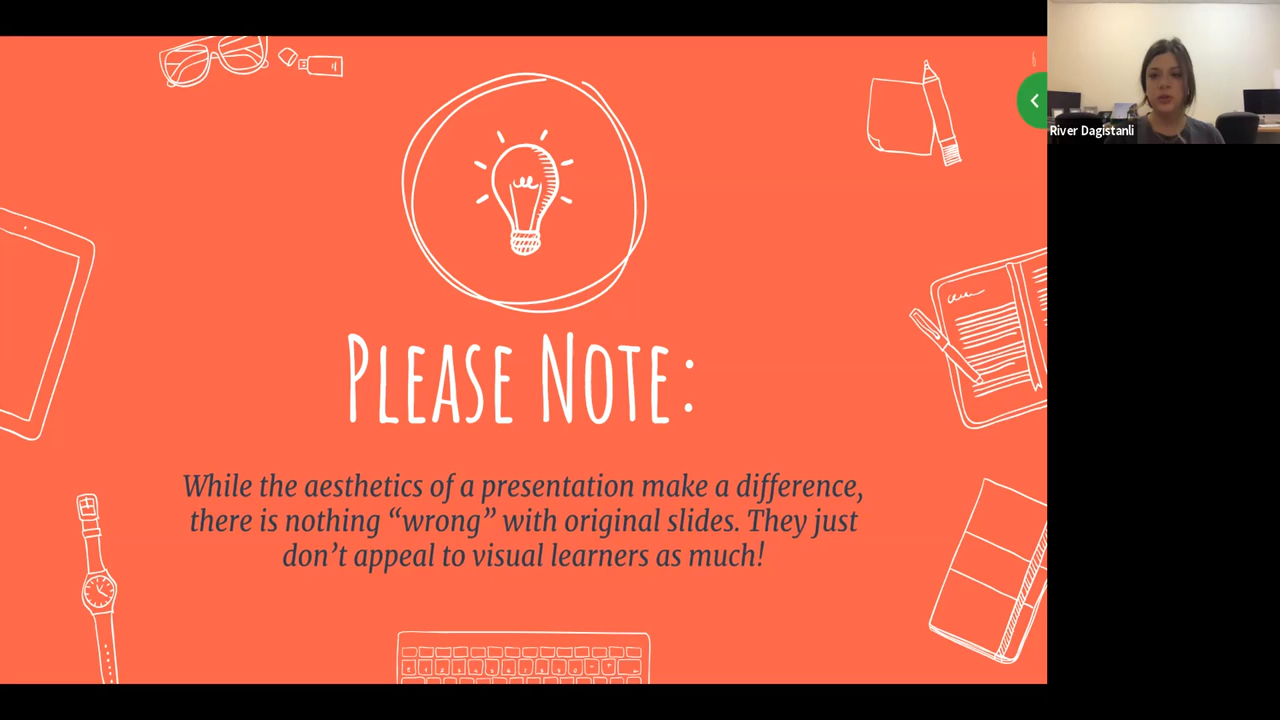 6
River Dagistanli
Please Note:
While the aesthetics of a presentation make a difference,
there is nothing “wrong” with original slides. They just
don’t appeal to visual learners as much!